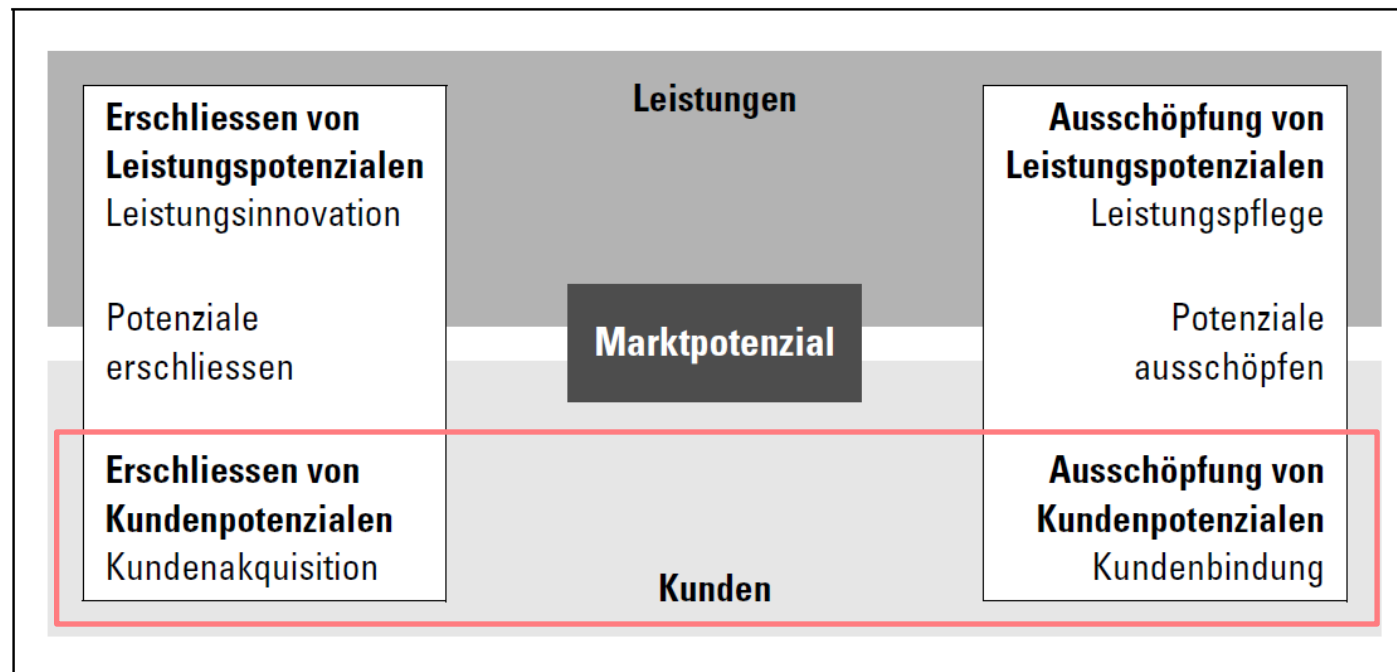 Leistungen
Erschliessen von
Leistungspotenzialen
Leistungsinnovation
Potenziale
erschliessen
Erschliessen von
Kundenpotenzialen
Kundenakquisition
Marktpotenzial
Kunden
Ausschöpfung von
Leistungspotenzialen
Leistungspflege
Potenziale
ausschöpfen
Ausschöpfung von
Kundenpotenzialen
Kundenbindung